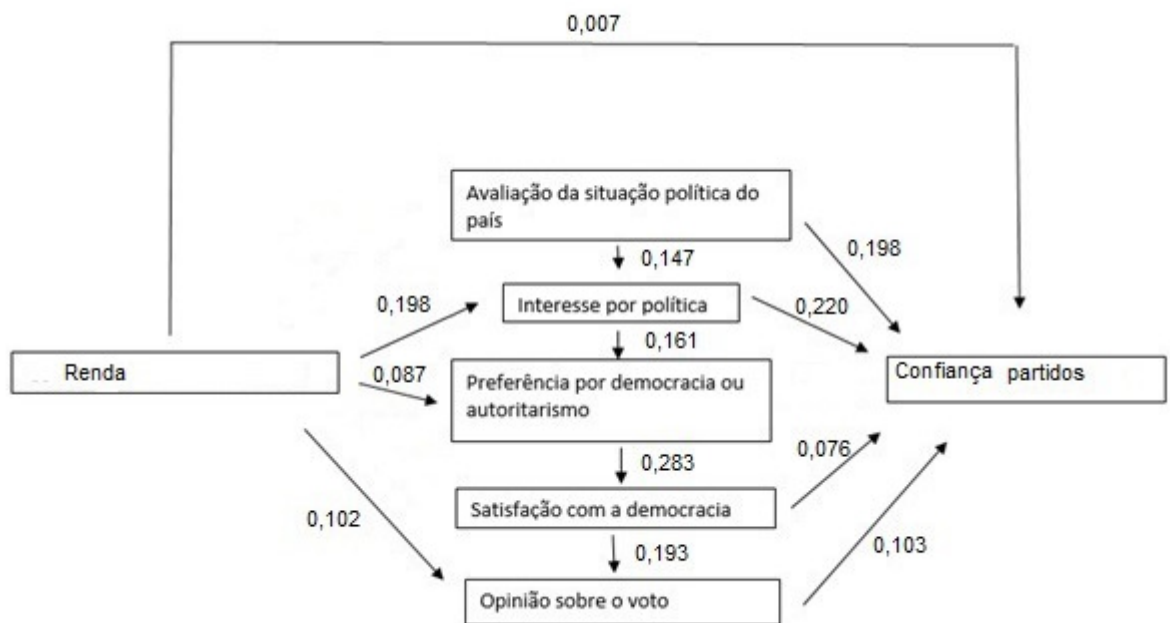 0,007
Avaliação da situação política do
país
0,198
0,147
0,198
Interesse por política
0,220
0,161
Renda
0,087
Preferência por democracia ou
autoritarismo
Confiança partidos
0,283
0,076
Satisfação com a democracia
0,102
0,193
0,103
Opinião sobre o voto